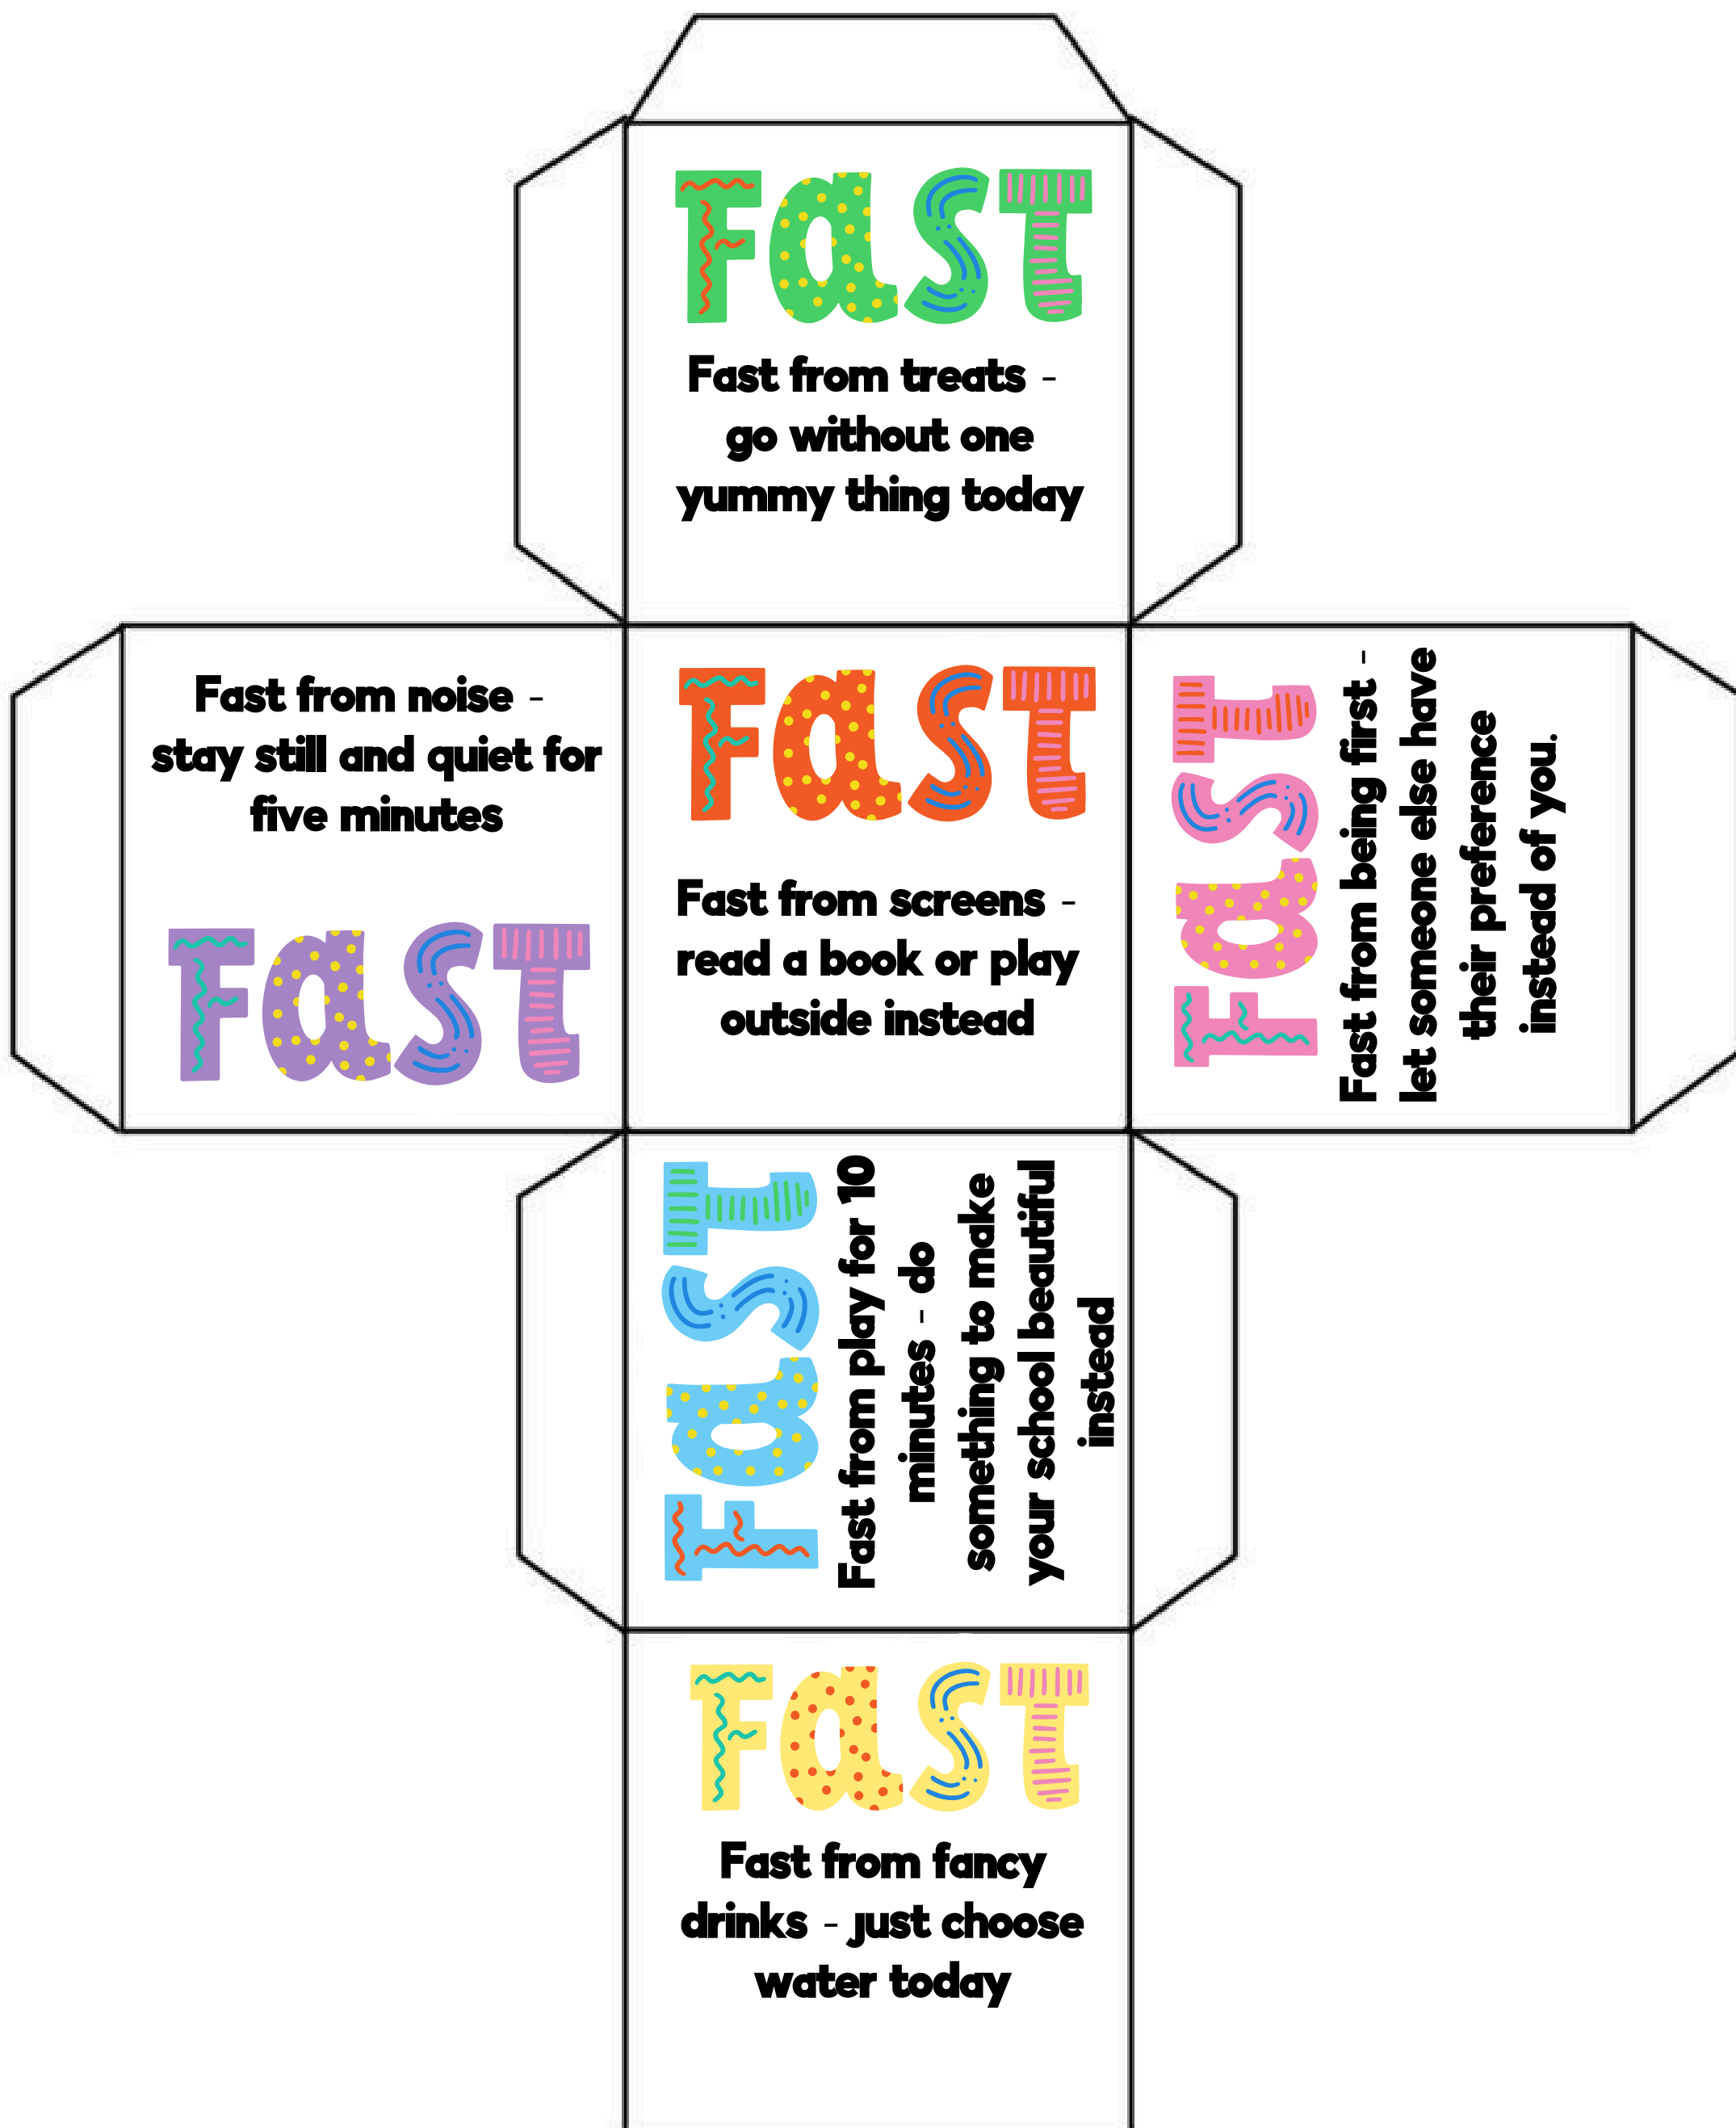 FaST
Fast from treats -
go without one
yummy thing today
Fast from noise -
stay still and quiet for
five minutes
FaST
FaST
Fast from screens -
read a book or play
outside instead
FaST
Fast from being first -
let someone else have
their preference
instead of you.
FaST
Fast from play for 10
minutes - do
something to make
your school beautiful
instead
FaST
Fast from fancy
drinks - just choose
water today